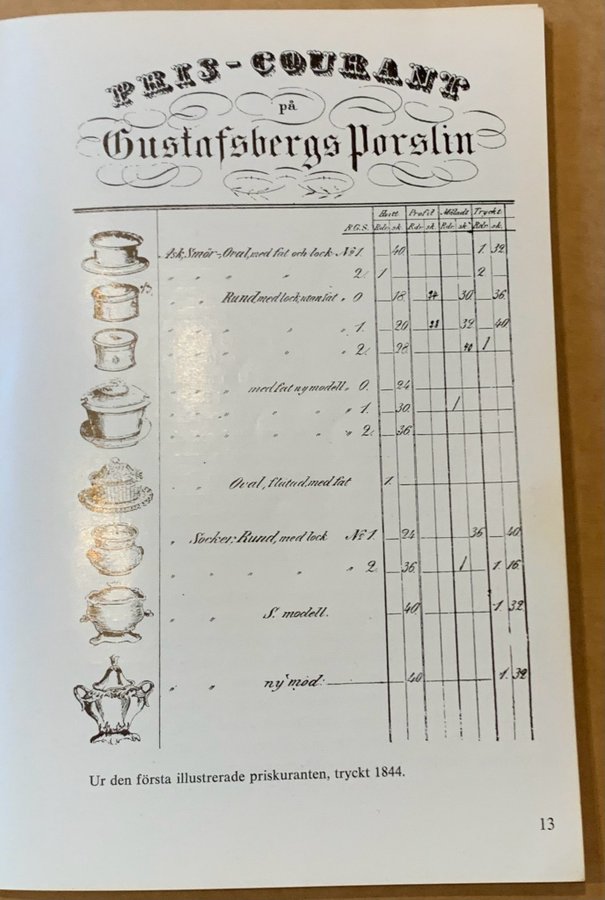 13
PRIS-COURANT
på
Gustafsbergs Porslin
Hvitt Profil Måladt Tryckt
R.G.S. Rdr sk. Rdr sk Rdr sk Rdr sk.
Ask, Smör-, Oval, med fat och lock No 1. 40 1. 32
" " " 2. 1 2
" " Rund med lock, utan fat " 0 18 24 30 36
" " " " 1. 20 28 32 40
" " " " 2. 28 40 1
" " med fat ny modell " 0. 24
" " " " " 1. 30 1
" " " " " 2. 36
" " Oval, flätad, med fat 1
" Socker: Rund, med lock No 1. 24 36 40
" " " " " 2. 36 1 1. 16
" " S. modell. 40 1. 32
" " ny mod: 40 1. 32
Ur den första illustrerade priskuranten, tryckt 1844.
13